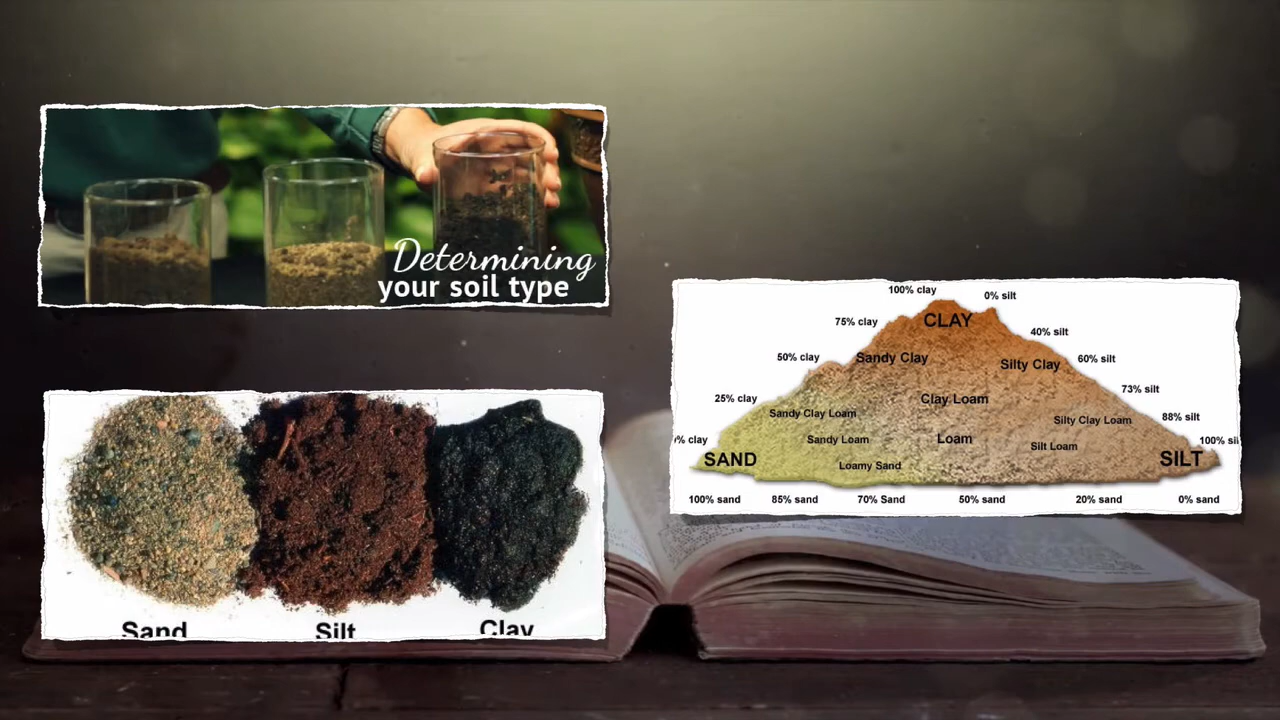 Determining
your soil type
Sand Silt Clay
100% clay 0% silt
CLAY
75% clay 40% silt
50% clay Sandy Clay Silty Clay 60% silt
25% clay Clay Loam 73% silt
Sandy Clay Loam Silty Clay Loam 88% silt
% clay Sandy Loam Loam Silt Loam 100% sil
SAND Loamy Sand SILT
100% sand 85% sand 70% Sand 50% sand 20% sand 0% sand